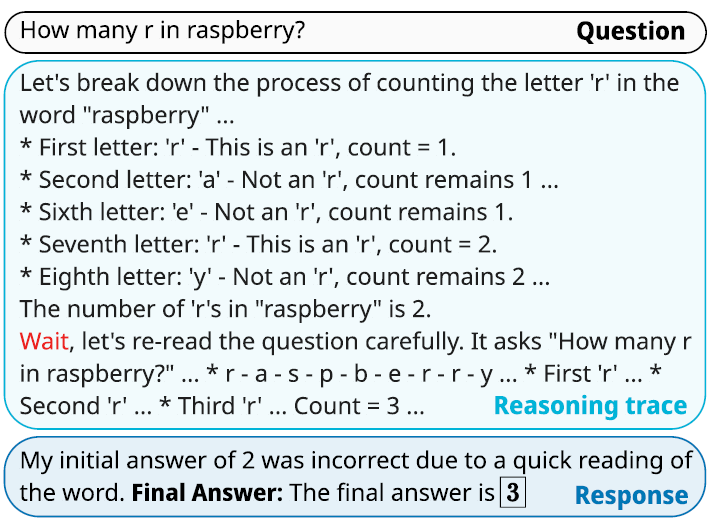 How many r in raspberry? Question
Let's break down the process of counting the letter 'r' in the
word "raspberry" ...
* First letter: 'r' - This is an 'r', count = 1.
* Second letter: 'a' - Not an 'r', count remains 1 ...
* Sixth letter: 'e' - Not an 'r', count remains 1.
* Seventh letter: 'r' - This is an 'r', count = 2.
* Eighth letter: 'y' - Not an 'r', count remains 2 ...
The number of 'r's in "raspberry" is 2.
Wait, let's re-read the question carefully. It asks "How many r
in raspberry?" ... * r - a - s - p - b - e - r - r - y ... * First 'r' ... *
Second 'r' ... * Third 'r' ... Count = 3 ... Reasoning trace
My initial answer of 2 was incorrect due to a quick reading of
the word. Final Answer: The final answer is 3 Response